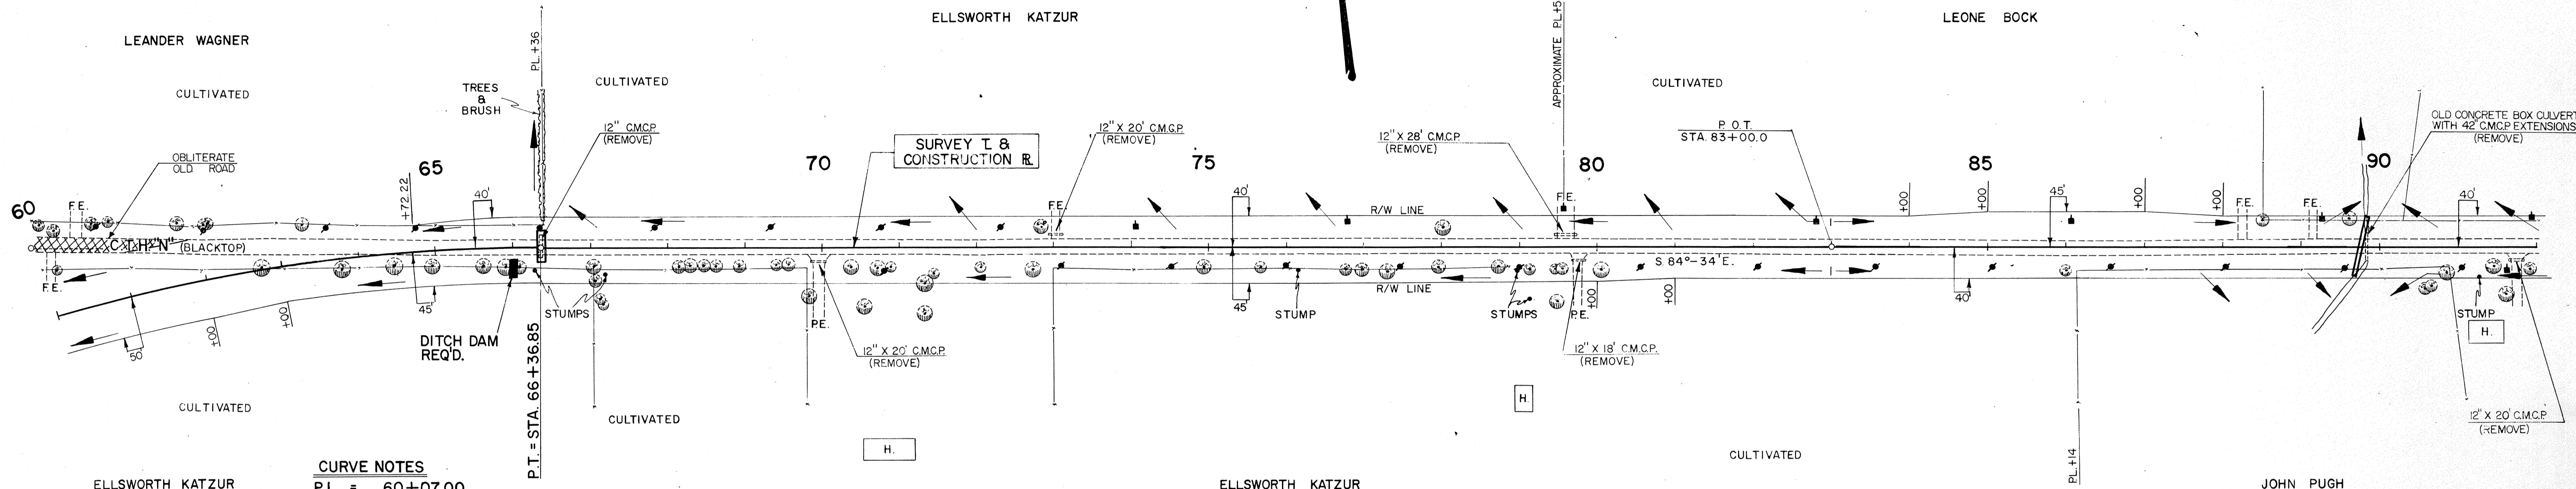 LEANDER WAGNER
CULTIVATED
OBLITERATE
OLD ROAD
60
F.E.
C.T.H. "N" (BLACKTOP)
F.E.
50'
+00
+00
CULTIVATED
ELLSWORTH KATZUR
CURVE NOTES
P.I. = 60+07.00
65
+72.22
40'
45'
TREES
&
BRUSH
PL.+36
DITCH DAM
REQ'D.
P.T. = STA. 66+36.85
STUMPS
12" C.M.C.P.
(REMOVE)
CULTIVATED
ELLSWORTH KATZUR
70
SURVEY T. &
CONSTRUCTION R.
P.E.
12" X 20' C.M.C.P.
(REMOVE)
CULTIVATED
H.
F.E.
12" X 20' C.M.C.P.
(REMOVE)
75
40'
45'
STUMP
R/W LINE
R/W LINE
ELLSWORTH KATZUR
12" X 28' C.M.C.P.
(REMOVE)
APPROXIMATE P.L.+5
F.E.
80
STUMPS
P.E.
+00
+00
12" X 18' C.M.C.P.
(REMOVE)
H.
S. 84°-34' E.
P.O.T.
STA. 83+00.0
CULTIVATED
LEONE BOCK
CULTIVATED
85
+00
+00
40'
45'
+00
+00
PL.+14
F.E.
F.E.
90
OLD CONCRETE BOX CULVERT
WITH 42" C.M.C.P. EXTENSIONS
(REMOVE)
40'
STUMP
H.
12" X 20' C.M.C.P.
(REMOVE)
JOHN PUGH